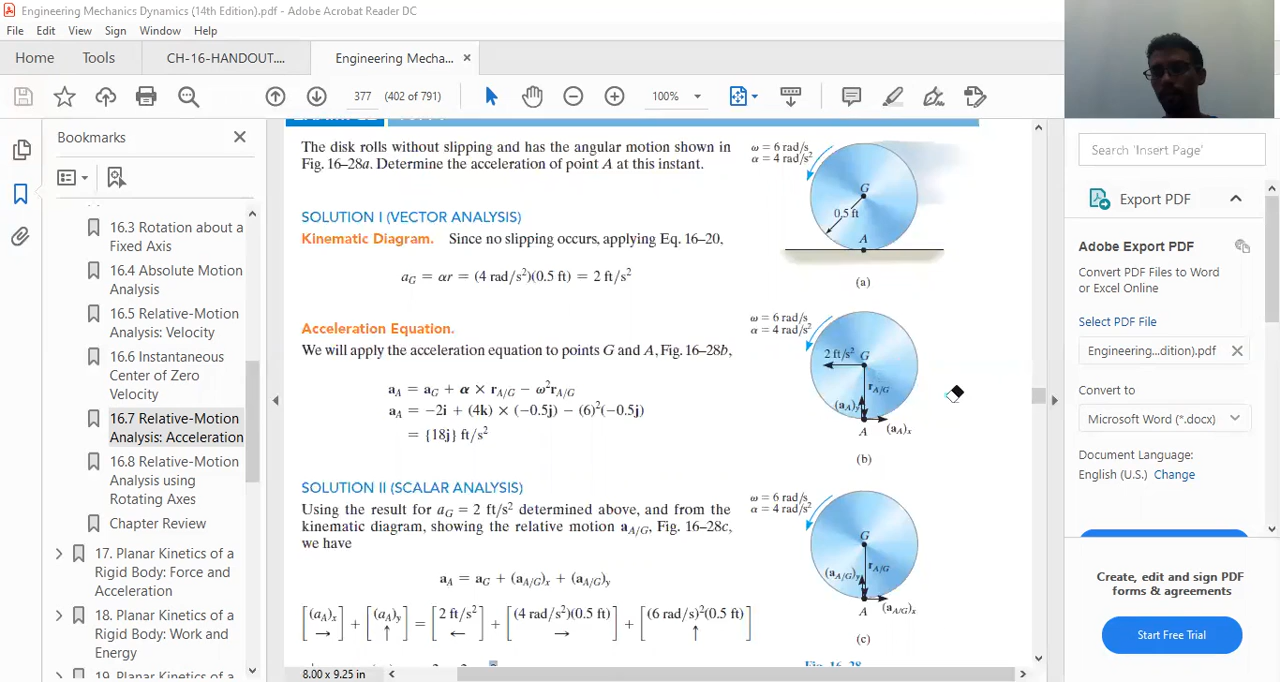 Engineering Mechanics Dynamics (14th Edition).pdf - Adobe Acrobat Reader DC
File Edit View Sign Window Help
Home Tools CH-16-HANDOUT.... Engineering Mecha... ×
377 (402 of 791) 100%
Bookmarks ×
16.3 Rotation about a
Fixed Axis
16.4 Absolute Motion
Analysis
16.5 Relative-Motion
Analysis: Velocity
16.6 Instantaneous
Center of Zero
Velocity
16.7 Relative-Motion
Analysis: Acceleration
16.8 Relative-Motion
Analysis using
Rotating Axes
Chapter Review
17. Planar Kinetics of a
Rigid Body: Force and
Acceleration
18. Planar Kinetics of a
Rigid Body: Work and
Energy
19. Planar Kinetics of a
The disk rolls without slipping and has the angular motion shown in
Fig. 16–28a. Determine the acceleration of point A at this instant.
SOLUTION I (VECTOR ANALYSIS)
Kinematic Diagram. Since no slipping occurs, applying Eq. 16–20,
a_G = αr = (4 rad/s²)(0.5 ft) = 2 ft/s²
Acceleration Equation.
We will apply the acceleration equation to points G and A, Fig. 16–28b,
a_A = a_G + α × r_A/G − ω²r_A/G
a_A = −2i + (4k) × (−0.5j) − (6)²(−0.5j)
= {18j} ft/s²
SOLUTION II (SCALAR ANALYSIS)
Using the result for a_G = 2 ft/s² determined above, and from the
kinematic diagram, showing the relative motion a_A/G, Fig. 16–28c,
we have
a_A = a_G + (a_A/G)_x + (a_A/G)_y
[(a_A)_x →] + [(a_A)_y ↑] = [2 ft/s² ←] + [(4 rad/s²)(0.5 ft) →] + [(6 rad/s)²(0.5 ft) ↑]
8.00 x 9.25 in
ω = 6 rad/s
α = 4 rad/s²
G
0.5 ft
A
(a)
ω = 6 rad/s
α = 4 rad/s²
2 ft/s² G
r_A/G
(a_A)_y
A (a_A)_x
(b)
ω = 6 rad/s
α = 4 rad/s²
G
r_A/G
(a_A/G)_y
A (a_A/G)_x
(c)
Fig. 16–28
Search 'Insert Page'
Export PDF
Adobe Export PDF
Convert PDF Files to Word
or Excel Online
Select PDF File
Engineering...dition).pdf ×
Convert to
Microsoft Word (*.docx)
Document Language:
English (U.S.) Change
Create, edit and sign PDF
forms & agreements
Start Free Trial